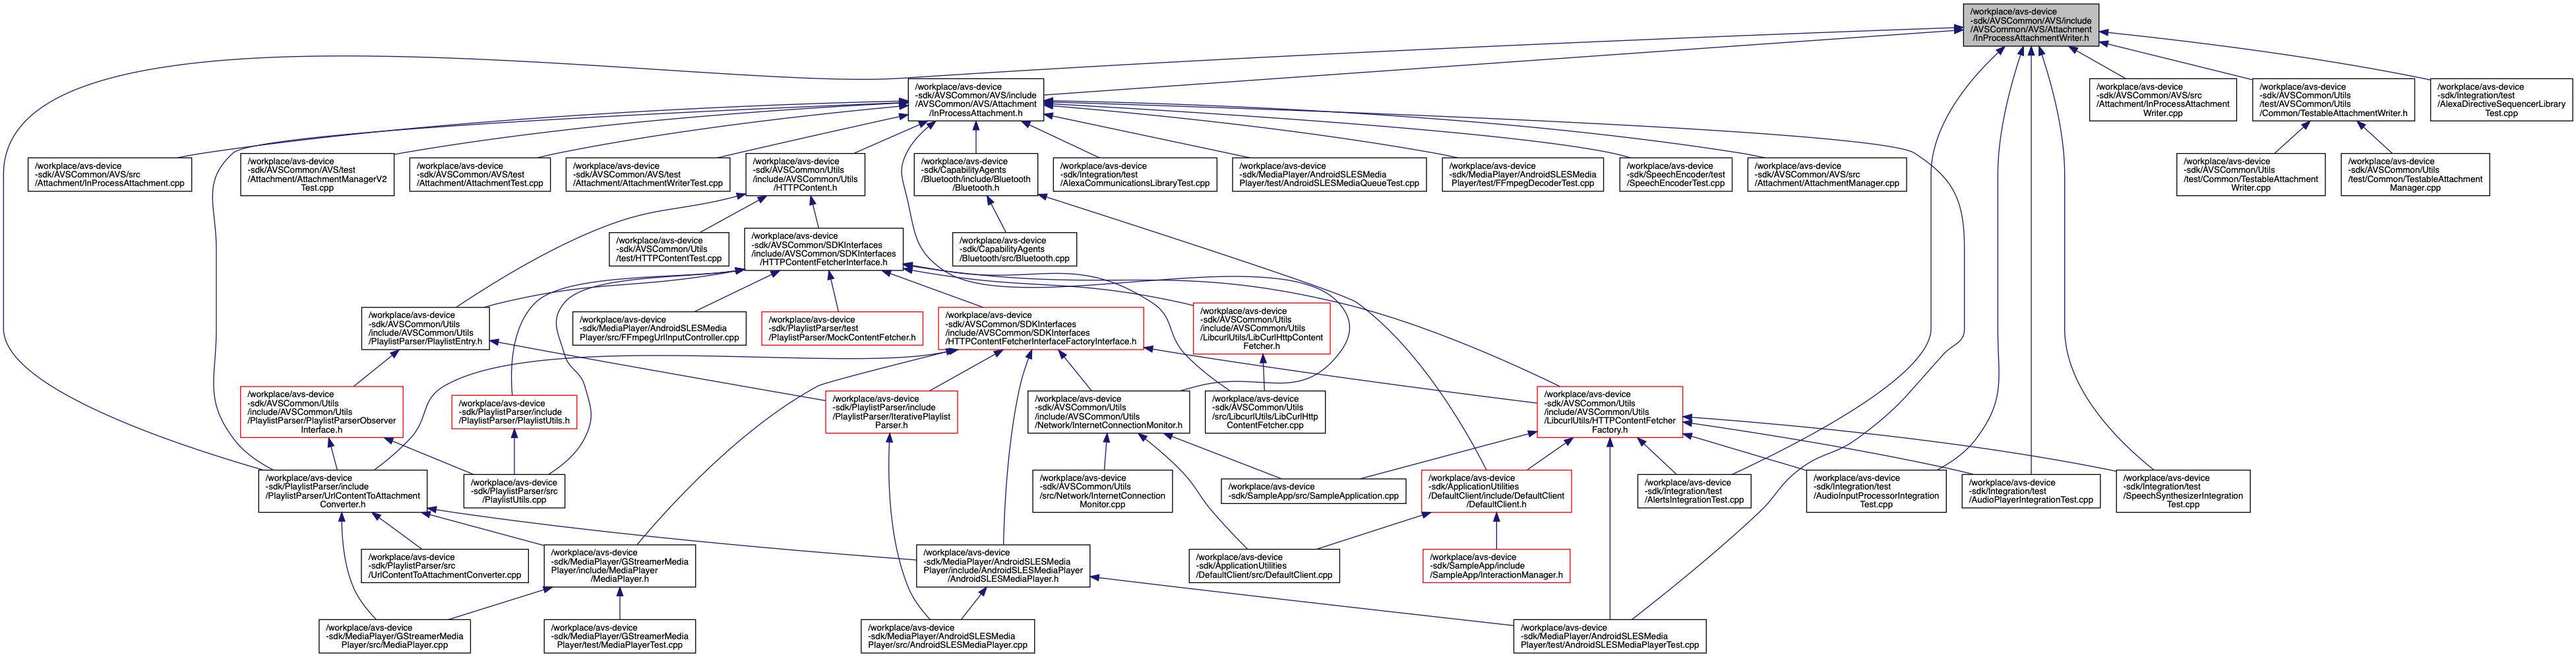 /workplace/avs-device
-sdk/AVSCommon/AVS/include
/AVSCommon/AVS/Attachment
/InProcessAttachmentWriter.h
/workplace/avs-device
-sdk/AVSCommon/AVS/include
/AVSCommon/AVS/Attachment
/InProcessAttachment.h
/workplace/avs-device
-sdk/AVSCommon/AVS/src
/Attachment/InProcessAttachment
Writer.cpp
/workplace/avs-device
-sdk/AVSCommon/Utils
/test/AVSCommon/Utils
/Common/TestableAttachmentWriter.h
/workplace/avs-device
-sdk/Integration/test
/AlexaDirectiveSequencerLibrary
Test.cpp
/workplace/avs-device
-sdk/AVSCommon/AVS/src
/Attachment/InProcessAttachment.cpp
/workplace/avs-device
-sdk/AVSCommon/AVS/test
/Attachment/AttachmentManagerV2
Test.cpp
/workplace/avs-device
-sdk/AVSCommon/AVS/test
/Attachment/AttachmentTest.cpp
/workplace/avs-device
-sdk/AVSCommon/AVS/test
/Attachment/AttachmentWriterTest.cpp
/workplace/avs-device
-sdk/AVSCommon/Utils
/include/AVSCommon/Utils
/HTTPContent.h
/workplace/avs-device
-sdk/CapabilityAgents
/Bluetooth/include/Bluetooth
/Bluetooth.h
/workplace/avs-device
-sdk/Integration/test
/AlexaCommunicationsLibraryTest.cpp
/workplace/avs-device
-sdk/MediaPlayer/AndroidSLESMedia
Player/test/AndroidSLESMediaQueueTest.cpp
/workplace/avs-device
-sdk/MediaPlayer/AndroidSLESMedia
Player/test/FFmpegDecoderTest.cpp
/workplace/avs-device
-sdk/SpeechEncoder/test
/SpeechEncoderTest.cpp
/workplace/avs-device
-sdk/AVSCommon/AVS/src
/Attachment/AttachmentManager.cpp
/workplace/avs-device
-sdk/AVSCommon/Utils
/test/Common/TestableAttachment
Writer.cpp
/workplace/avs-device
-sdk/AVSCommon/Utils
/test/Common/TestableAttachment
Manager.cpp
/workplace/avs-device
-sdk/AVSCommon/Utils
/test/HTTPContentTest.cpp
/workplace/avs-device
-sdk/AVSCommon/SDKInterfaces
/include/AVSCommon/SDKInterfaces
/HTTPContentFetcherInterface.h
/workplace/avs-device
-sdk/CapabilityAgents
/Bluetooth/src/Bluetooth.cpp
/workplace/avs-device
-sdk/AVSCommon/Utils
/include/AVSCommon/Utils
/PlaylistParser/PlaylistEntry.h
/workplace/avs-device
-sdk/MediaPlayer/AndroidSLESMedia
Player/src/FFmpegUrlInputController.cpp
/workplace/avs-device
-sdk/PlaylistParser/test
/PlaylistParser/MockContentFetcher.h
/workplace/avs-device
-sdk/AVSCommon/SDKInterfaces
/include/AVSCommon/SDKInterfaces
/HTTPContentFetcherInterfaceFactoryInterface.h
/workplace/avs-device
-sdk/AVSCommon/Utils
/include/AVSCommon/Utils
/LibcurlUtils/LibCurlHttpContent
Fetcher.h
/workplace/avs-device
-sdk/AVSCommon/Utils
/include/AVSCommon/Utils
/PlaylistParser/PlaylistParserObserver
Interface.h
/workplace/avs-device
-sdk/PlaylistParser/include
/PlaylistParser/PlaylistUtils.h
/workplace/avs-device
-sdk/PlaylistParser/include
/PlaylistParser/IterativePlaylist
Parser.h
/workplace/avs-device
-sdk/AVSCommon/Utils
/include/AVSCommon/Utils
/Network/InternetConnectionMonitor.h
/workplace/avs-device
-sdk/AVSCommon/Utils
/src/LibcurlUtils/LibCurlHttp
ContentFetcher.cpp
/workplace/avs-device
-sdk/AVSCommon/Utils
/include/AVSCommon/Utils
/LibcurlUtils/HTTPContentFetcher
Factory.h
/workplace/avs-device
-sdk/PlaylistParser/include
/PlaylistParser/UrlContentToAttachment
Converter.h
/workplace/avs-device
-sdk/PlaylistParser/src
/PlaylistUtils.cpp
/workplace/avs-device
-sdk/AVSCommon/Utils
/src/Network/InternetConnection
Monitor.cpp
/workplace/avs-device
-sdk/SampleApp/src/SampleApplication.cpp
/workplace/avs-device
-sdk/ApplicationUtilities
/DefaultClient/include/DefaultClient
/DefaultClient.h
/workplace/avs-device
-sdk/Integration/test
/AlertsIntegrationTest.cpp
/workplace/avs-device
-sdk/Integration/test
/AudioInputProcessorIntegration
Test.cpp
/workplace/avs-device
-sdk/Integration/test
/AudioPlayerIntegrationTest.cpp
/workplace/avs-device
-sdk/Integration/test
/SpeechSynthesizerIntegration
Test.cpp
/workplace/avs-device
-sdk/PlaylistParser/src
/UrlContentToAttachmentConverter.cpp
/workplace/avs-device
-sdk/MediaPlayer/GStreamerMedia
Player/include/MediaPlayer
/MediaPlayer.h
/workplace/avs-device
-sdk/MediaPlayer/AndroidSLESMedia
Player/include/AndroidSLESMediaPlayer
/AndroidSLESMediaPlayer.h
/workplace/avs-device
-sdk/ApplicationUtilities
/DefaultClient/src/DefaultClient.cpp
/workplace/avs-device
-sdk/SampleApp/include
/SampleApp/InteractionManager.h
/workplace/avs-device
-sdk/MediaPlayer/GStreamerMedia
Player/src/MediaPlayer.cpp
/workplace/avs-device
-sdk/MediaPlayer/GStreamerMedia
Player/test/MediaPlayerTest.cpp
/workplace/avs-device
-sdk/MediaPlayer/AndroidSLESMedia
Player/src/AndroidSLESMediaPlayer.cpp
/workplace/avs-device
-sdk/MediaPlayer/AndroidSLESMedia
Player/test/AndroidSLESMediaPlayerTest.cpp